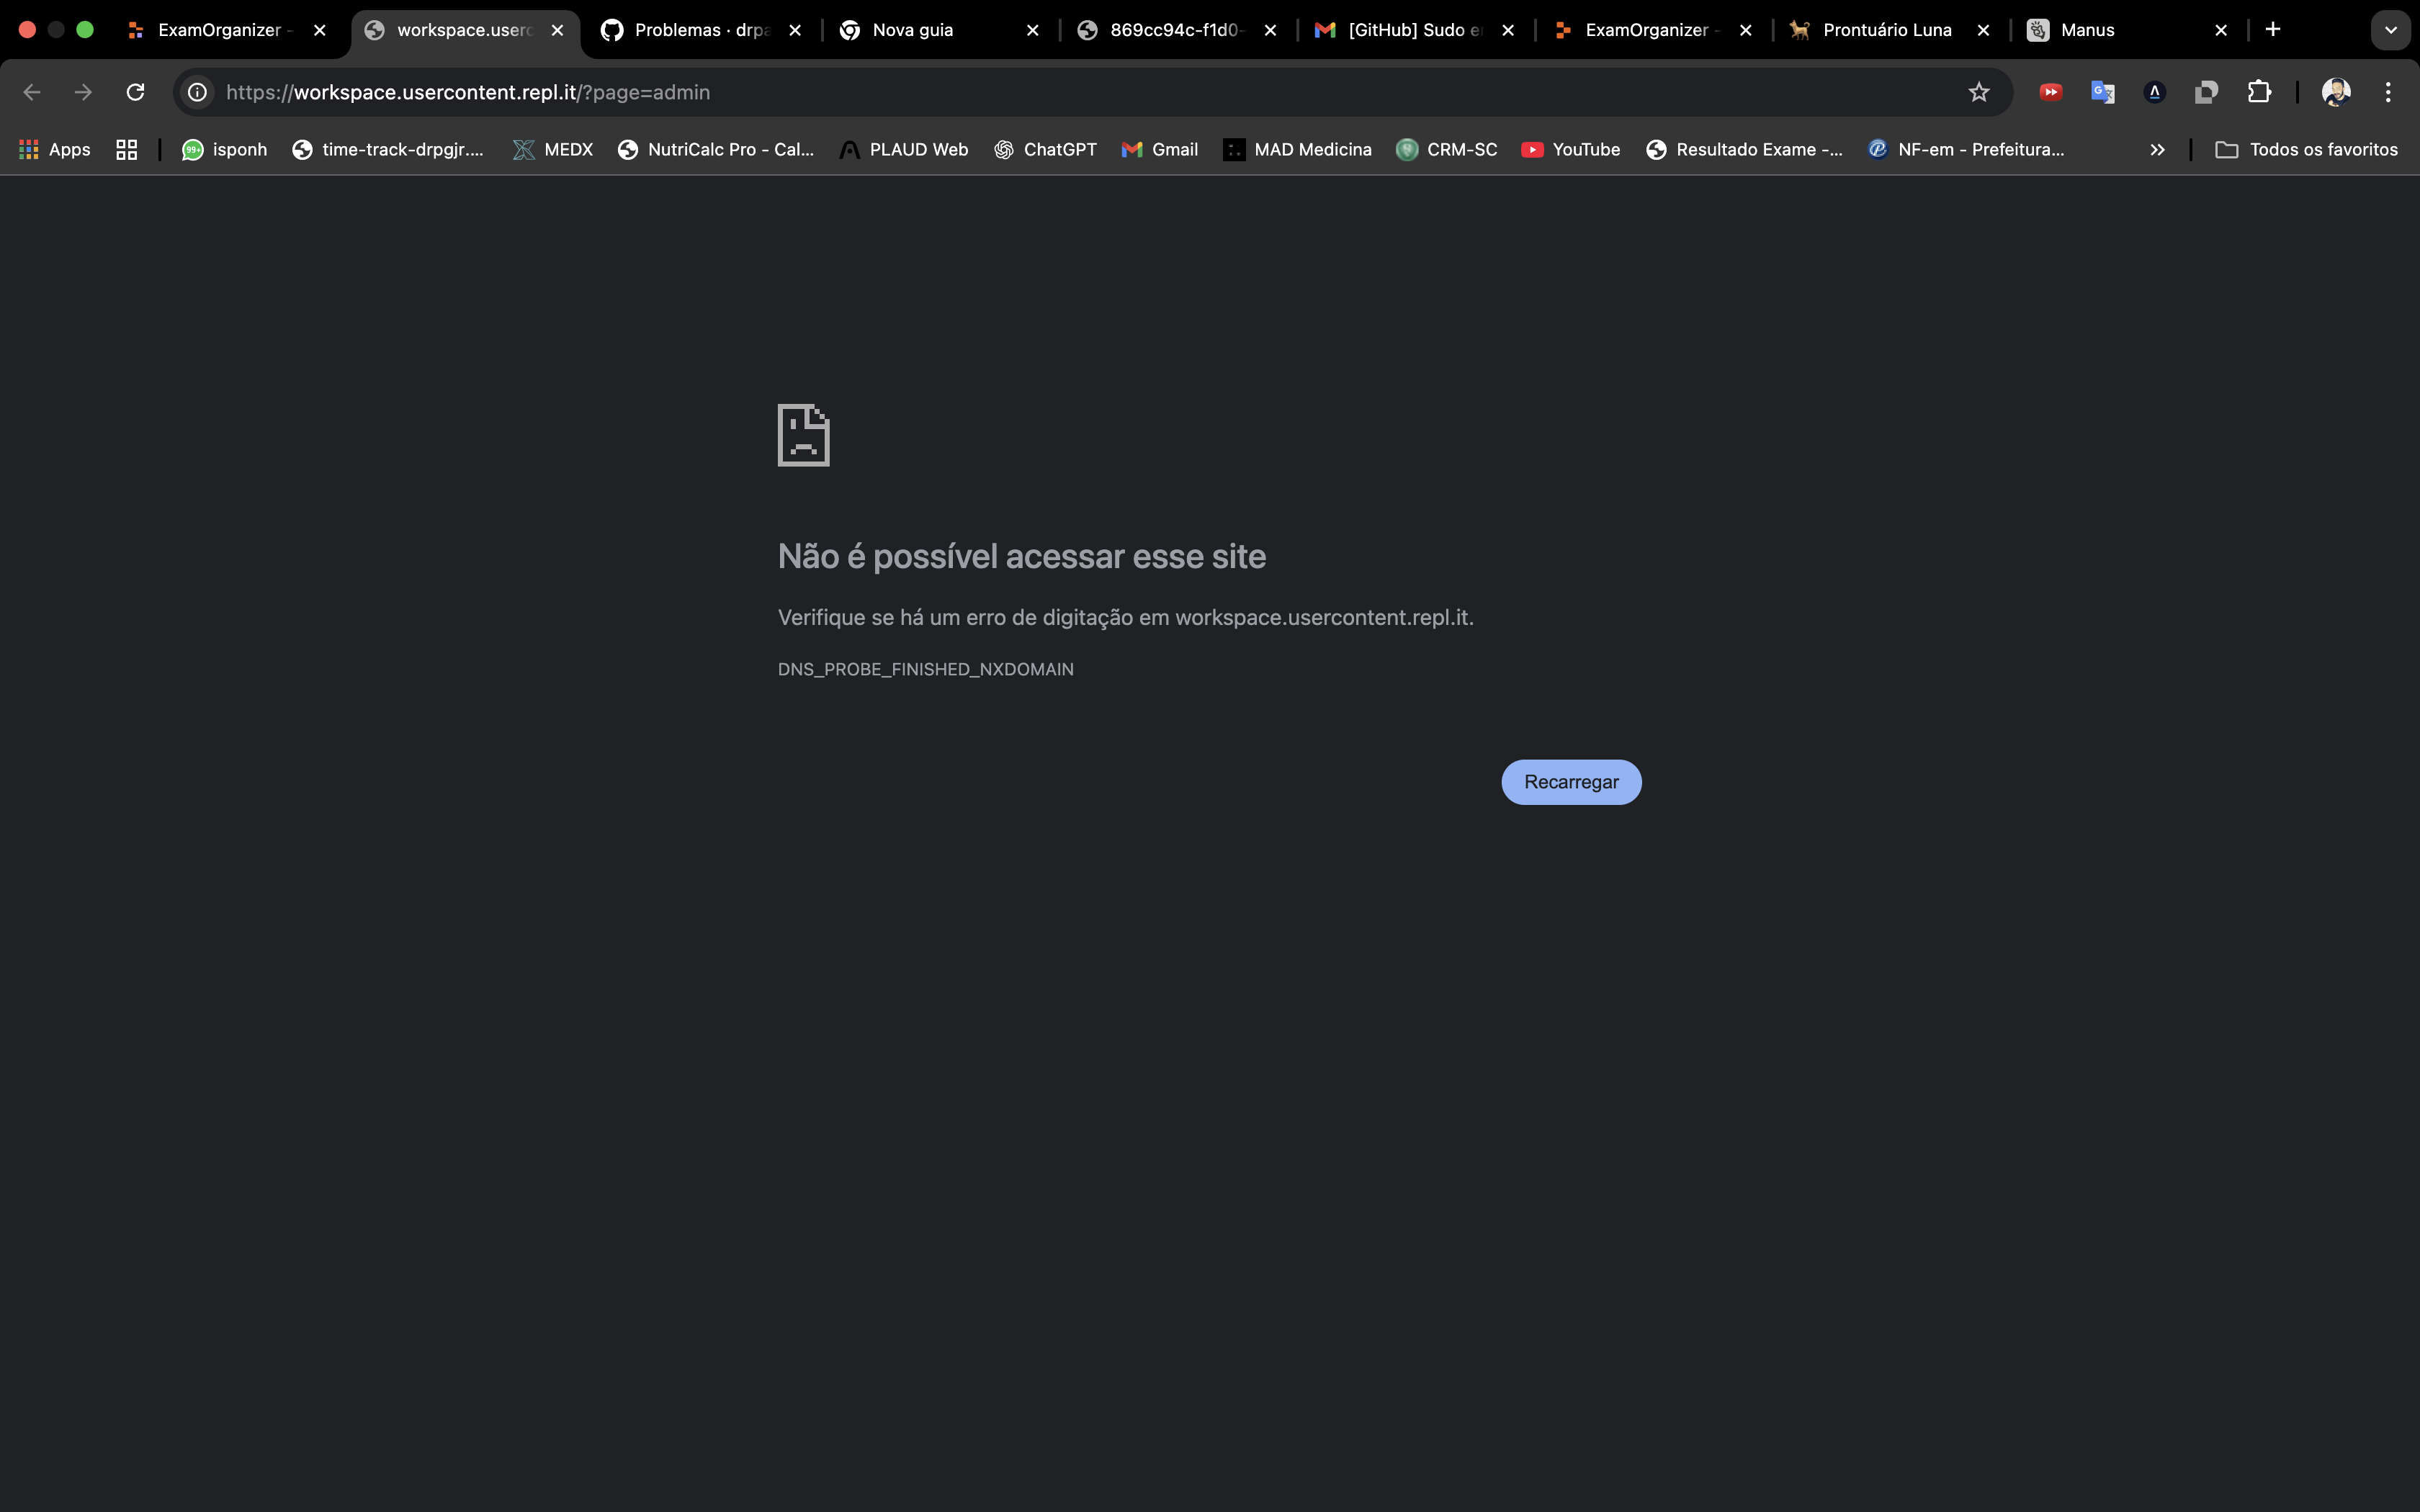 ExamOrganizer -
workspace.userc
Problemas · drpa
Nova guia
869cc94c-f1d0-
[GitHub] Sudo e
ExamOrganizer -
Prontuário Luna
Manus
https://workspace.usercontent.repl.it/?page=admin
Apps
99+
isponh
time-track-drpgjr....
MEDX
NutriCalc Pro - Cal...
PLAUD Web
ChatGPT
Gmail
MAD Medicina
CRM-SC
YouTube
Resultado Exame -...
NF-em - Prefeitura...
Todos os favoritos
Não é possível acessar esse site
Verifique se há um erro de digitação em workspace.usercontent.repl.it.
DNS_PROBE_FINISHED_NXDOMAIN
Recarregar